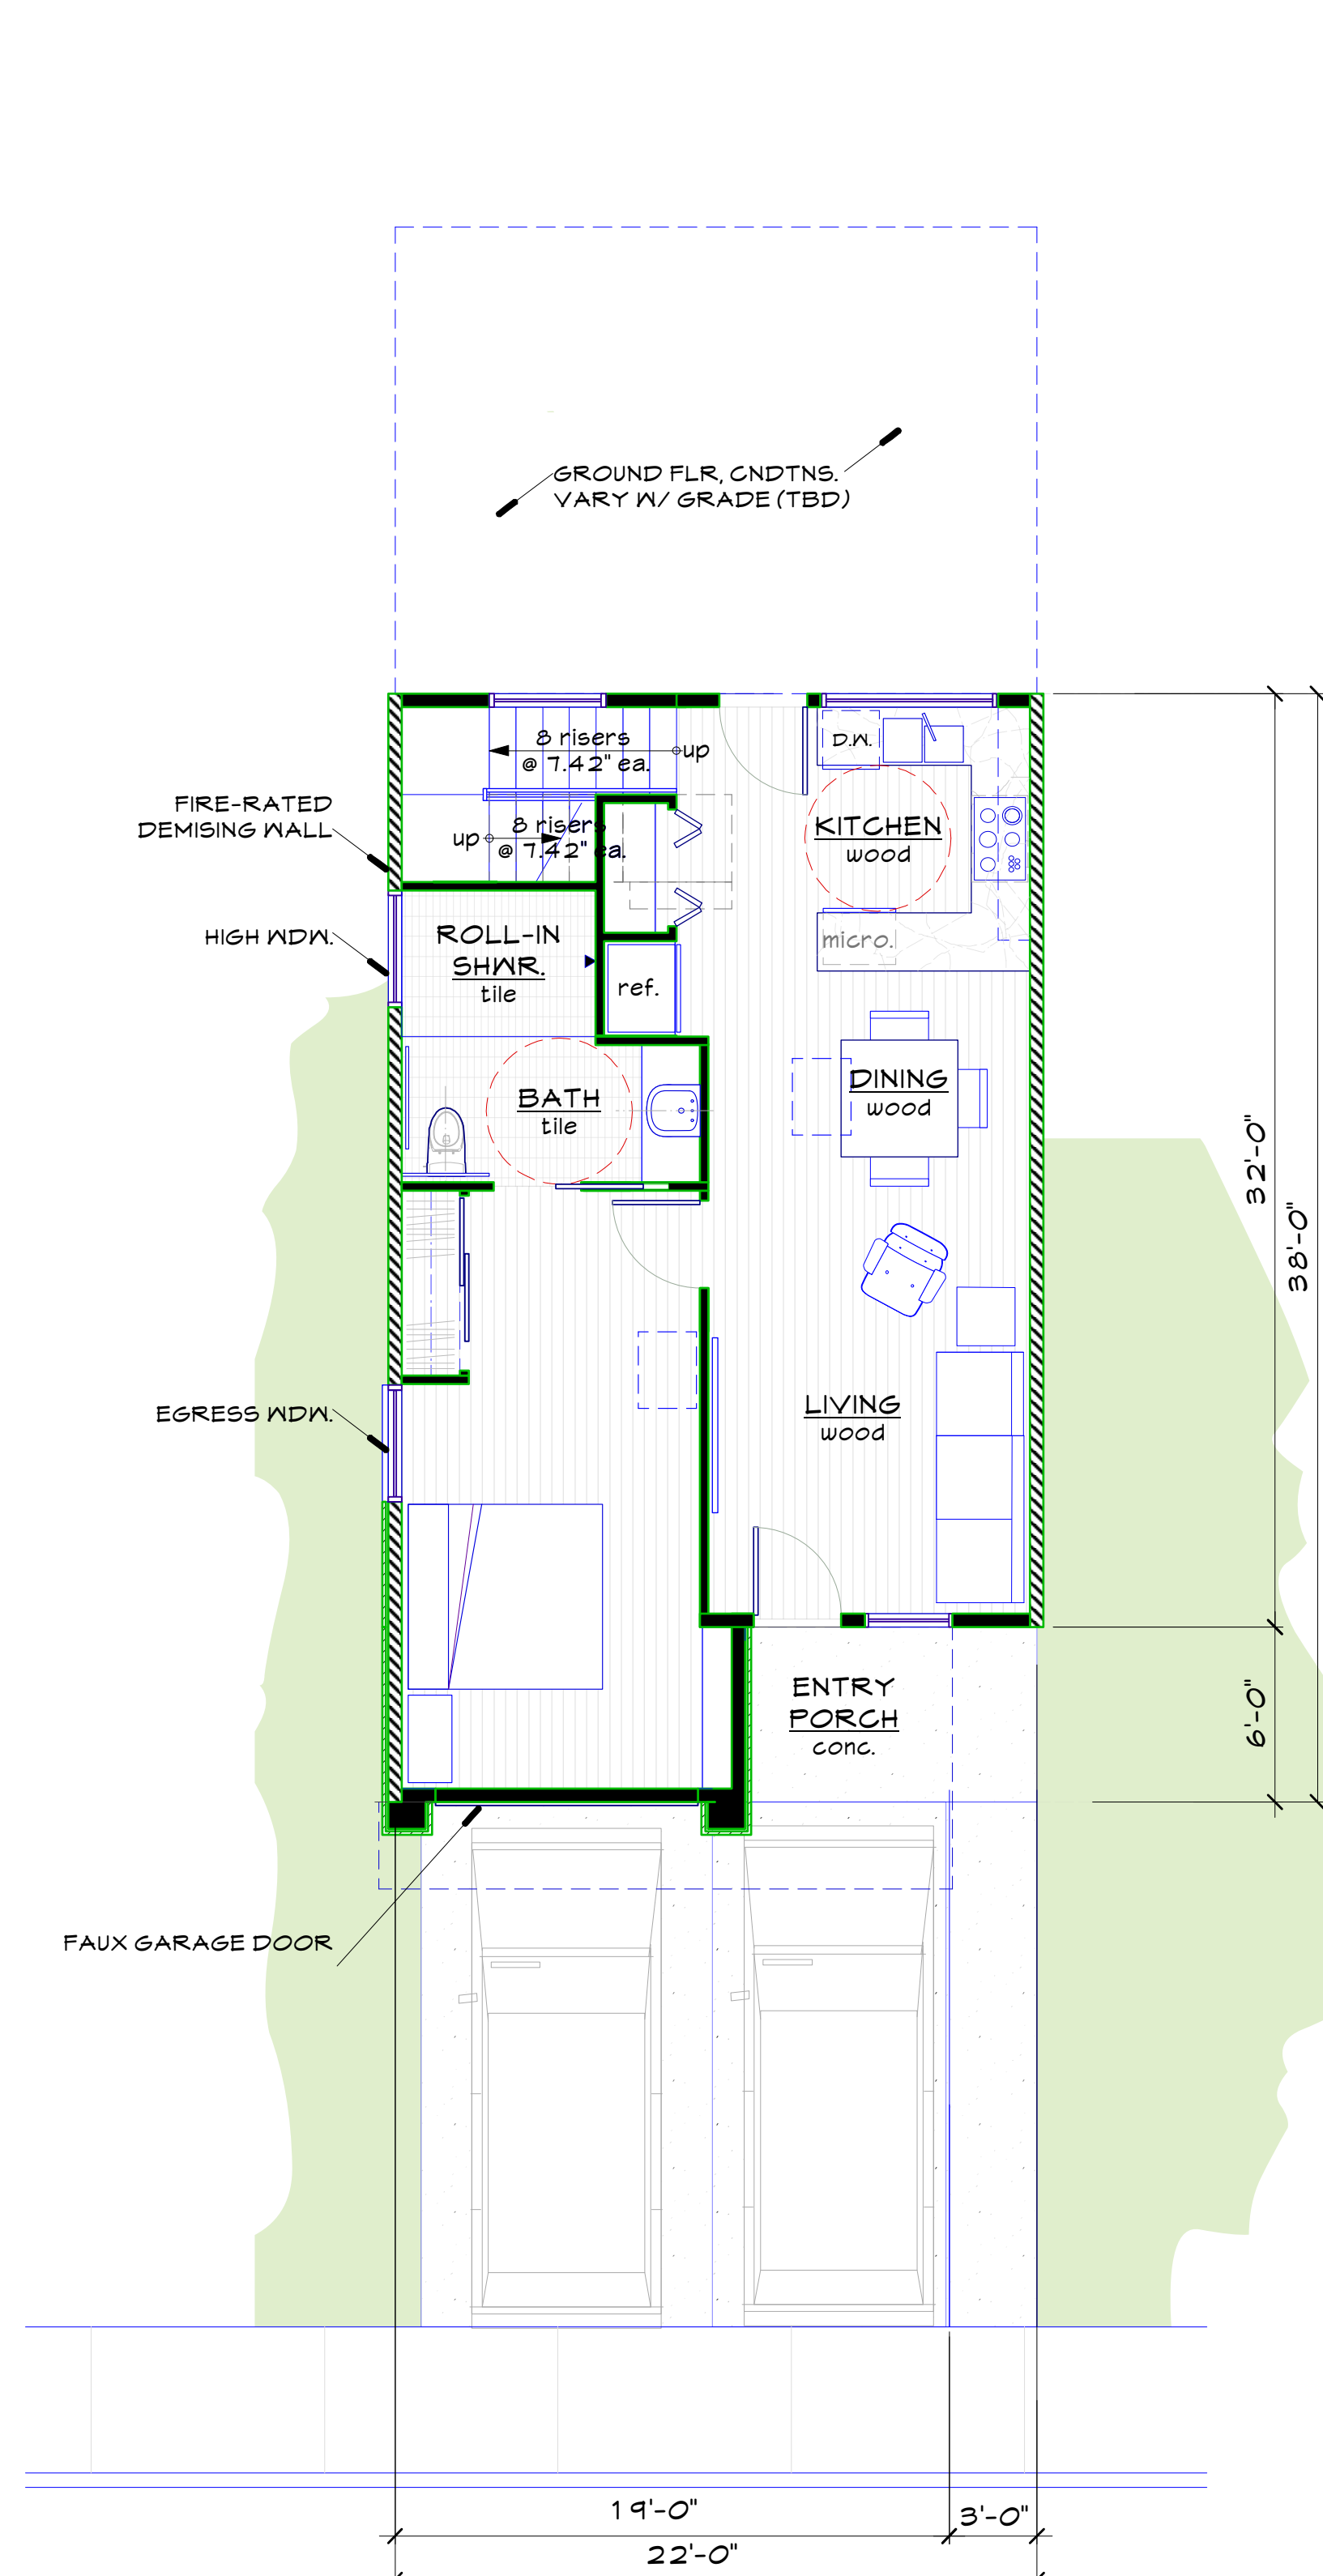 GROUND FLR, CNDTNS.
VARY W/ GRADE (TBD)
8 risers
@ 7.42" ea.
up
D.W.
FIRE-RATED
DEMISING WALL
up
8 risers
@ 7.42" ea.
KITCHEN
wood
HIGH WDW.
ROLL-IN
SHWR.
tile
micro.
ref.
BATH
tile
DINING
wood
32'-0"
38'-0"
EGRESS WDW.
LIVING
wood
ENTRY
PORCH
conc.
6'-0"
FAUX GARAGE DOOR
19'-0"
3'-0"
22'-0"